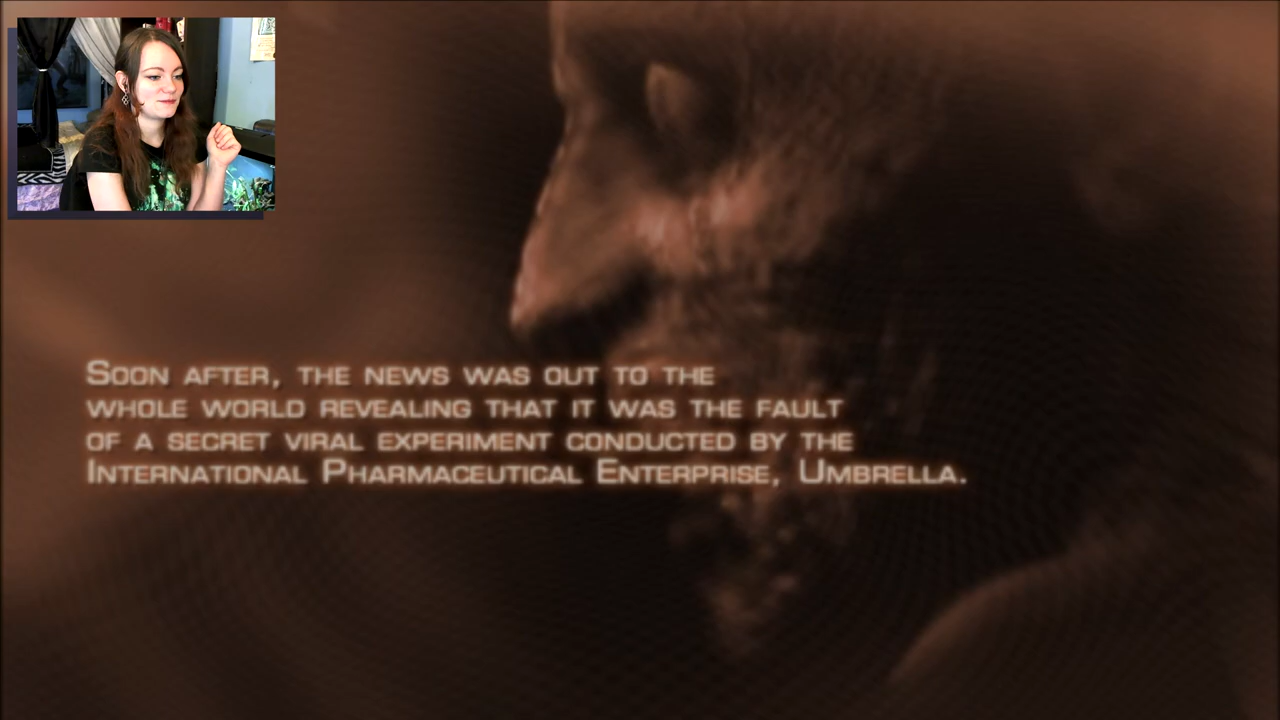 Soon after, the news was out to the
whole world revealing that it was the fault
of a secret viral experiment conducted by the
International Pharmaceutical Enterprise, Umbrella.